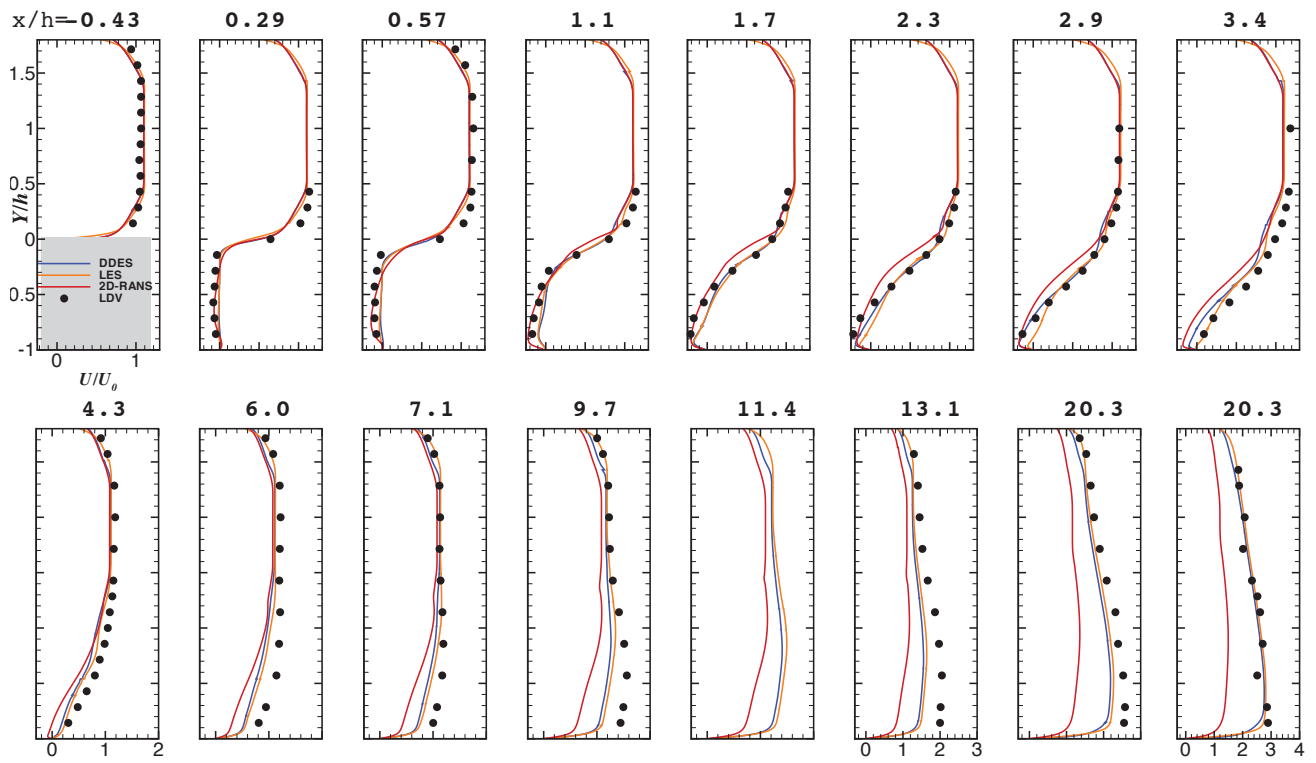 x/h=-0.43 0.29 0.57 1.1 1.7 2.3 2.9 3.4
1.5
1
0.5
Y/h
0
0.5
-1
DDES
LES
2D-RANS
LDV
0 1
U/U0
4.3 6.0 7.1 9.7 11.4 13.1 20.3 20.3
0 1 2 0 1 2 3 0 1 2 3 4